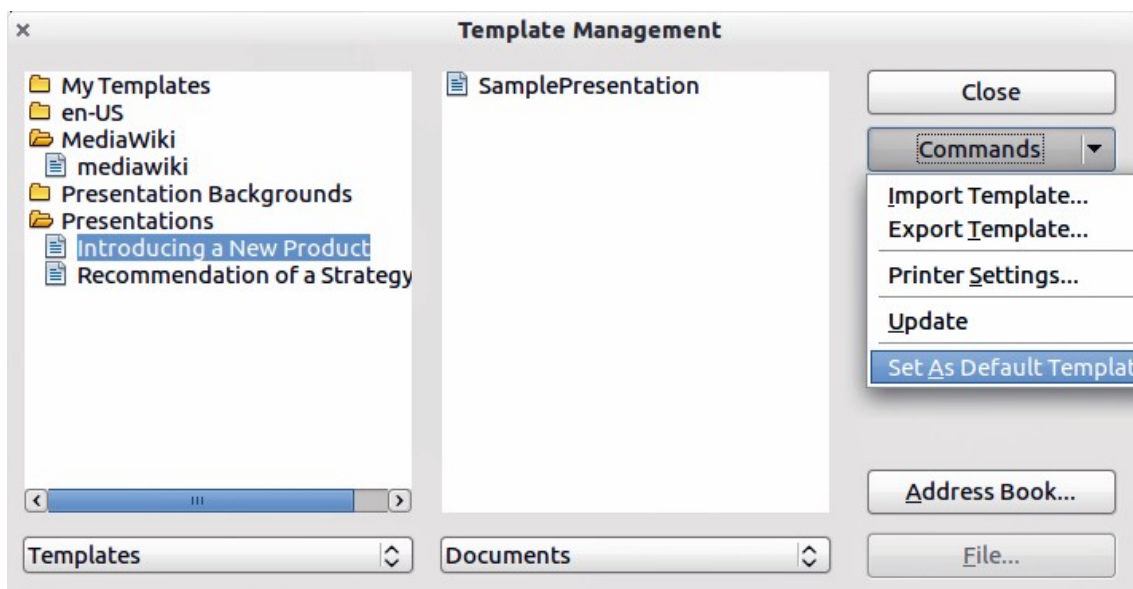 Template Management
My Templates
en-US
MediaWiki
mediawiki
Presentation Backgrounds
Presentations
Introducing a New Product
Recommendation of a Strategy
Templates
SamplePresentation
Documents
Close
Commands
Import Template...
Export Template...
Printer Settings...
Update
Set As Default Templat
Address Book...
File...